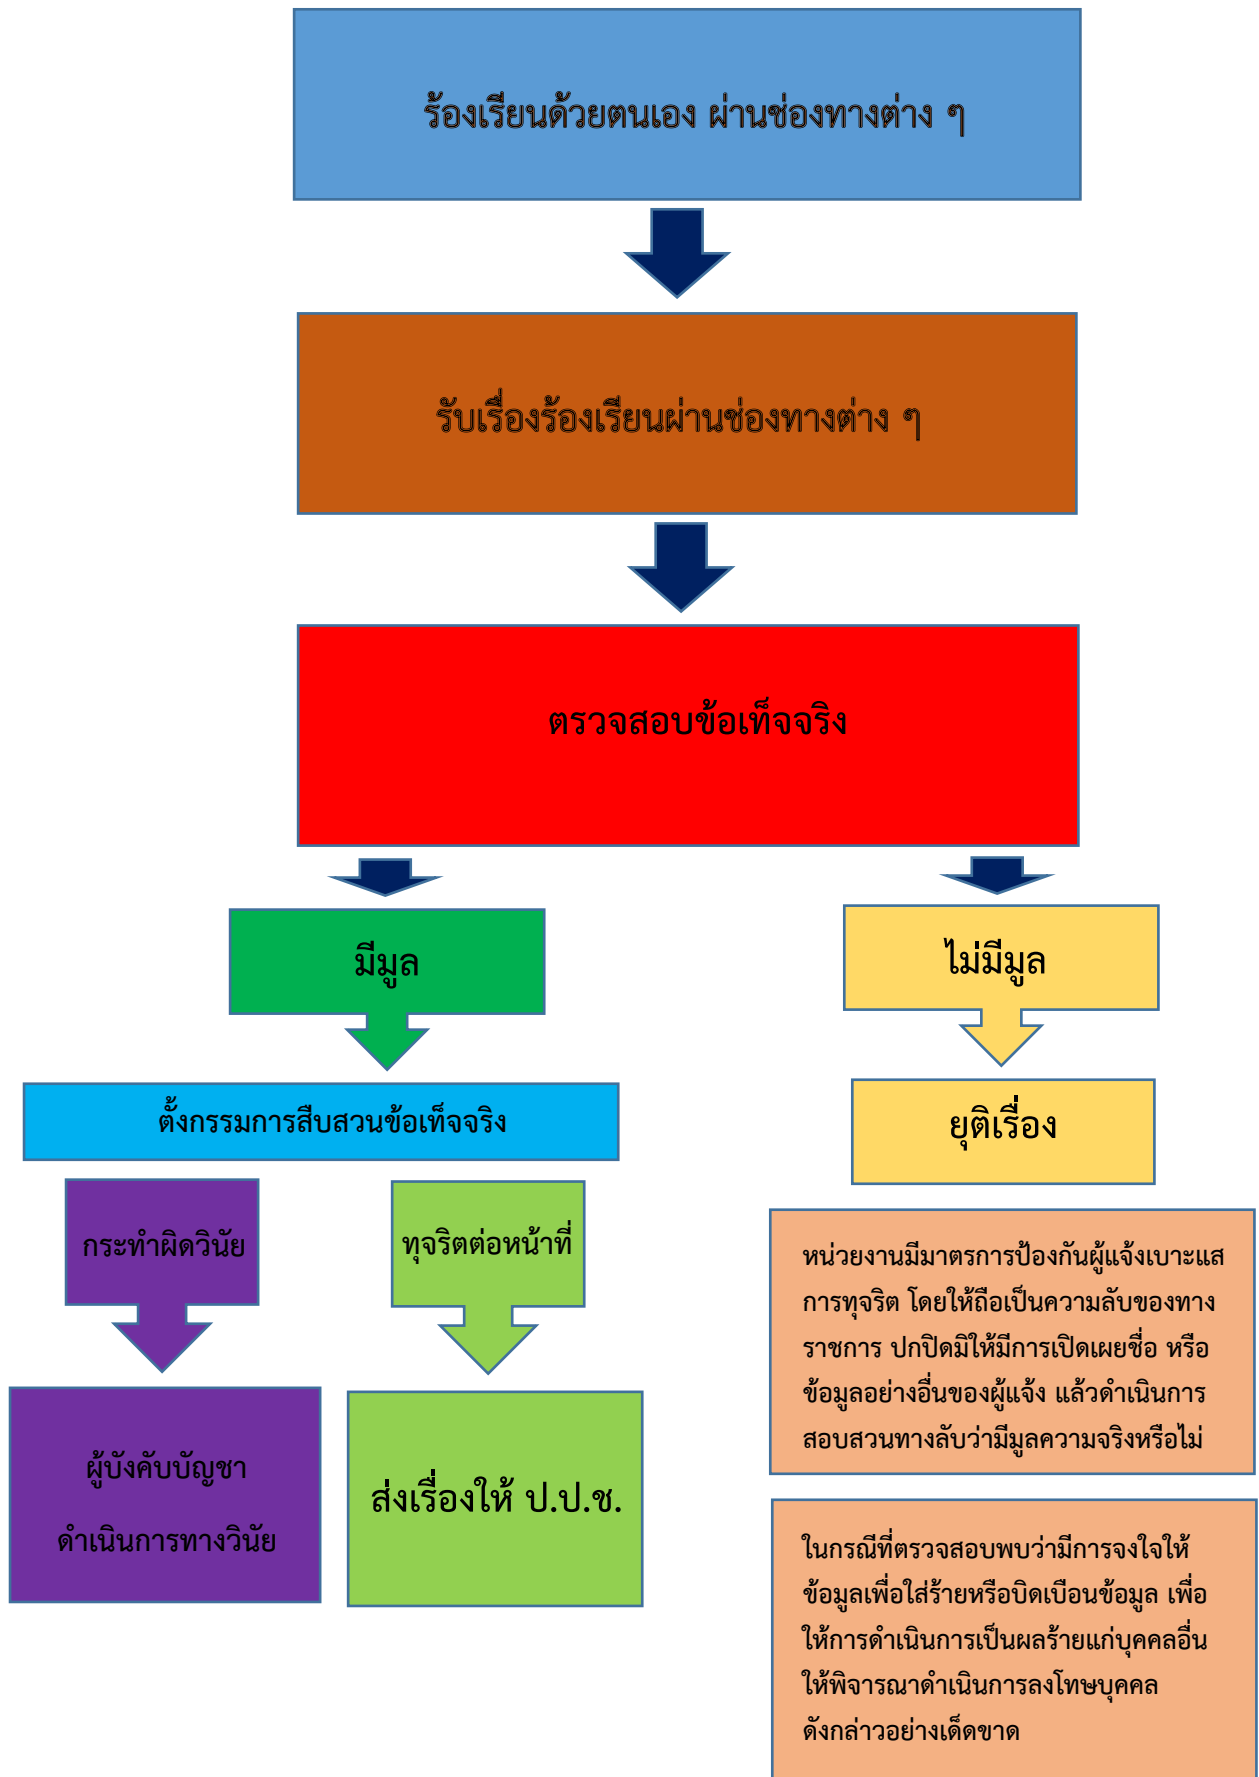 ร้องเรียนด้วยตนเอง ผ่านช่องทางต่าง ๆ
รับเรื่องร้องเรียนผ่านช่องทางต่าง ๆ
ตรวจสอบข้อเท็จจริง
มีมูล
ไม่มีมูล
ตั้งกรรมการสืบสวนข้อเท็จจริง
ยุติเรื่อง
กระทำผิดวินัย
ทุจริตต่อหน้าที่
ผู้บังคับบัญชา
ดำเนินการทางวินัย
ส่งเรื่องให้ ป.ป.ช.
หน่วยงานมีมาตรการป้องกันผู้แจ้งเบาะแส
การทุจริต โดยให้ถือเป็นความลับของทาง
ราชการ ปกปิดมิให้มีการเปิดเผยชื่อ หรือ
ข้อมูลอย่างอื่นของผู้แจ้ง แล้วดำเนินการ
สอบสวนทางลับว่ามีมูลความจริงหรือไม่
ในกรณีที่ตรวจสอบพบว่ามีการจงใจให้
ข้อมูลเพื่อใส่ร้ายหรือบิดเบือนข้อมูล เพื่อ
ให้การดำเนินการเป็นผลร้ายแก่บุคคลอื่น
ให้พิจารณาดำเนินการลงโทษบุคคล
ดังกล่าวอย่างเด็ดขาด